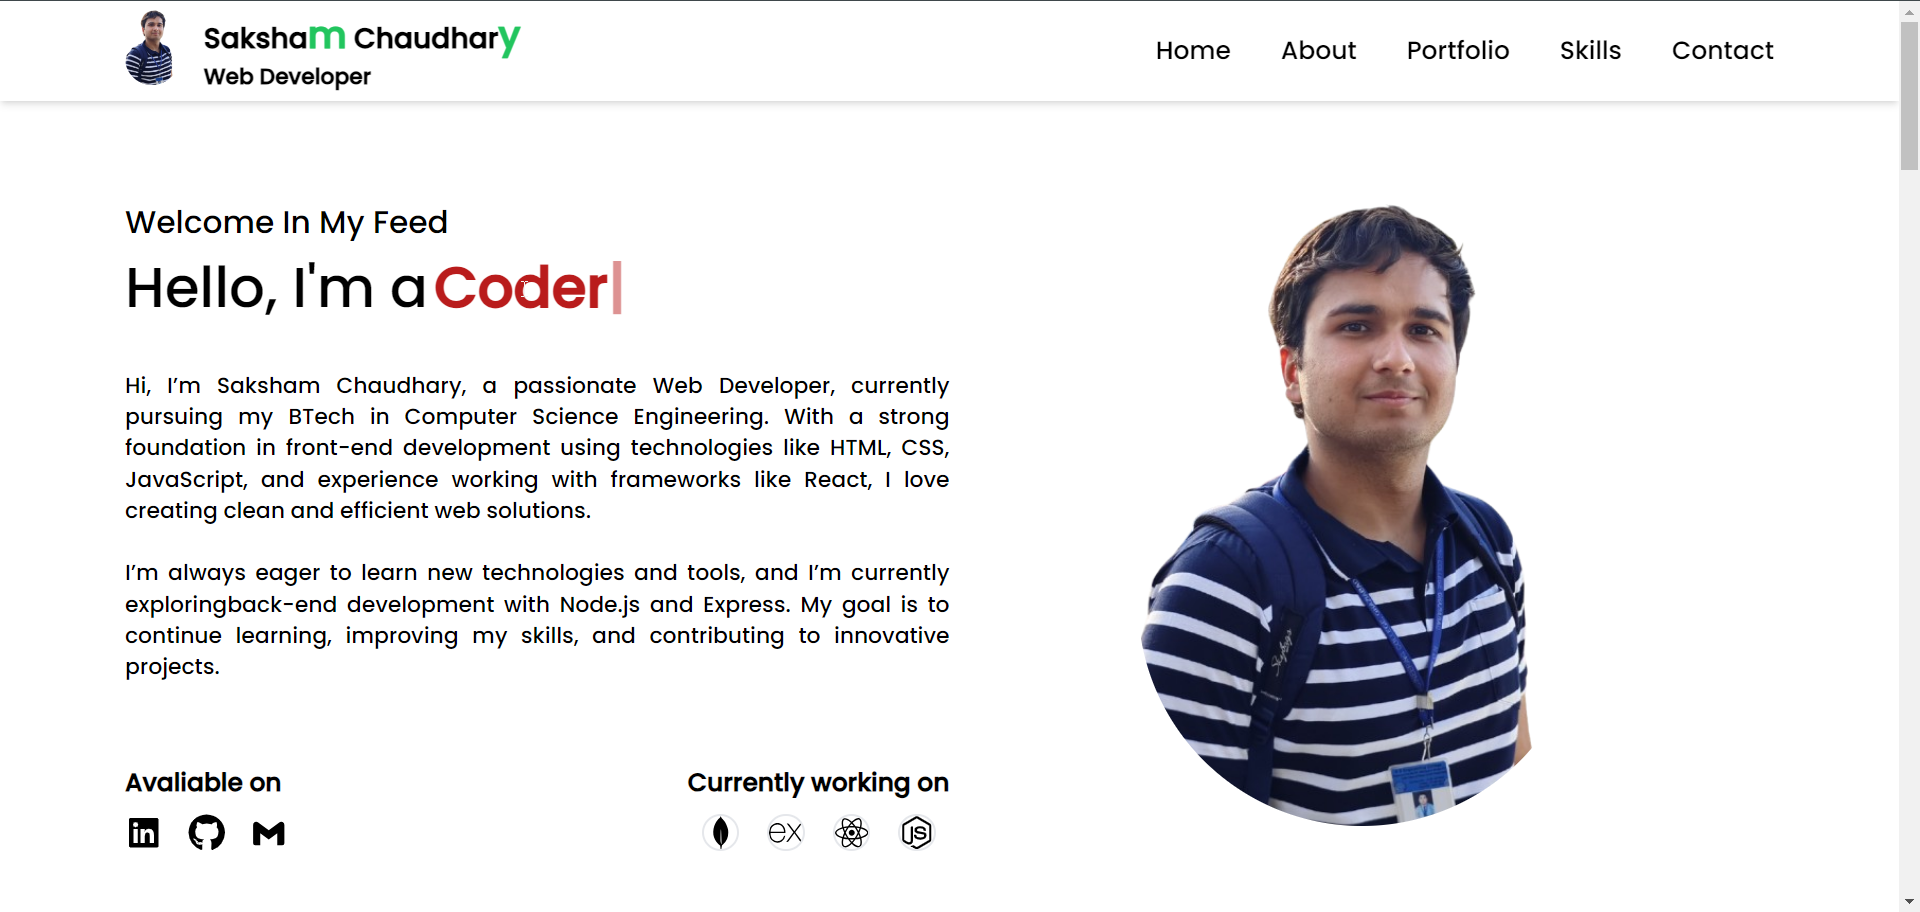 Saksham Chaudhary
Web Developer
Home About Portfolio Skills Contact
Welcome In My Feed
Hello, I'm a Coder
Hi, I’m Saksham Chaudhary, a passionate Web Developer, currently
pursuing my BTech in Computer Science Engineering. With a strong
foundation in front-end development using technologies like HTML, CSS,
JavaScript, and experience working with frameworks like React, I love
creating clean and efficient web solutions.
I’m always eager to learn new technologies and tools, and I’m currently
exploringback-end development with Node.js and Express. My goal is to
continue learning, improving my skills, and contributing to innovative
projects.
Avaliable on
Currently working on
in
ex
JS